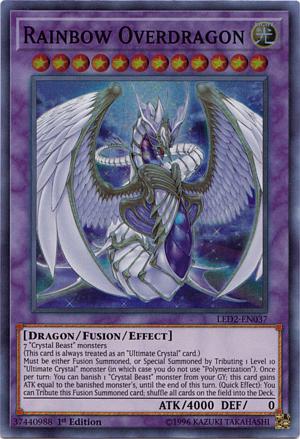 RAINBOW OVERDRAGON
LED2-EN037
[DRAGON/FUSION/EFFECT]
7 "Crystal Beast" monsters
(This card is always treated as an "Ultimate Crystal" card.)
Must be either Fusion Summoned, or Special Summoned by Tributing 1 Level 10
"Ultimate Crystal" monster (in which case you do not use "Polymerization"). Once
per turn: You can banish 1 "Crystal Beast" monster from your GY; this card gains
ATK equal to the banished monster's, until the end of this turn. (Quick Effect): You
can Tribute this Fusion Summoned card; shuffle all cards on the field into the Deck.
ATK/4000 DEF/ 0
37440988 1st Edition ©1996 KAZUKI TAKAHASHI